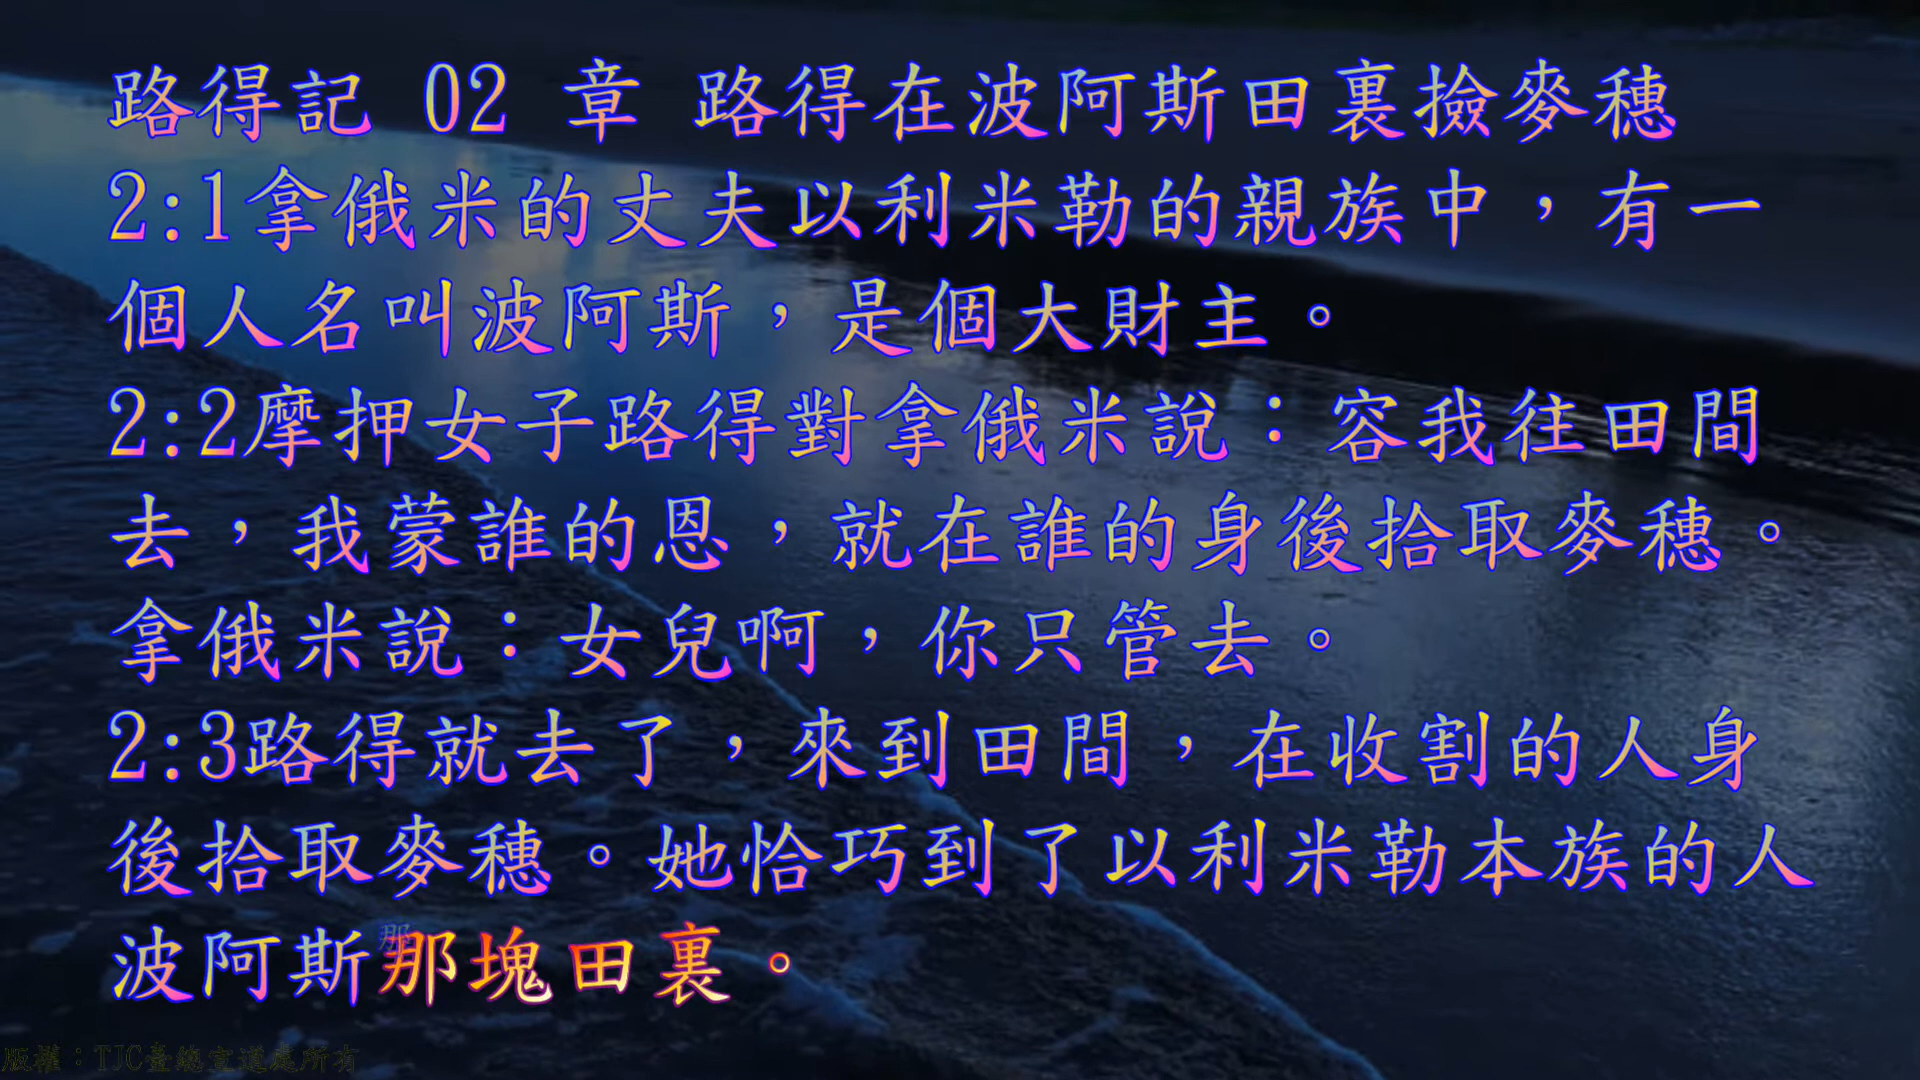 路得記 02 章 路得在波阿斯田裏撿麥穗
2:1拿俄米的丈夫以利米勒的親族中，有一
個人名叫波阿斯，是個大財主。
2:2摩押女子路得對拿俄米說：容我往田間
去，我蒙誰的恩，就在誰的身後拾取麥穗。
拿俄米說：女兒啊，你只管去。
2:3路得就去了，來到田間，在收割的人身
後拾取麥穗。她恰巧到了以利米勒本族的人
波阿斯那塊田裏。
版權：TJC臺總宣道處所有